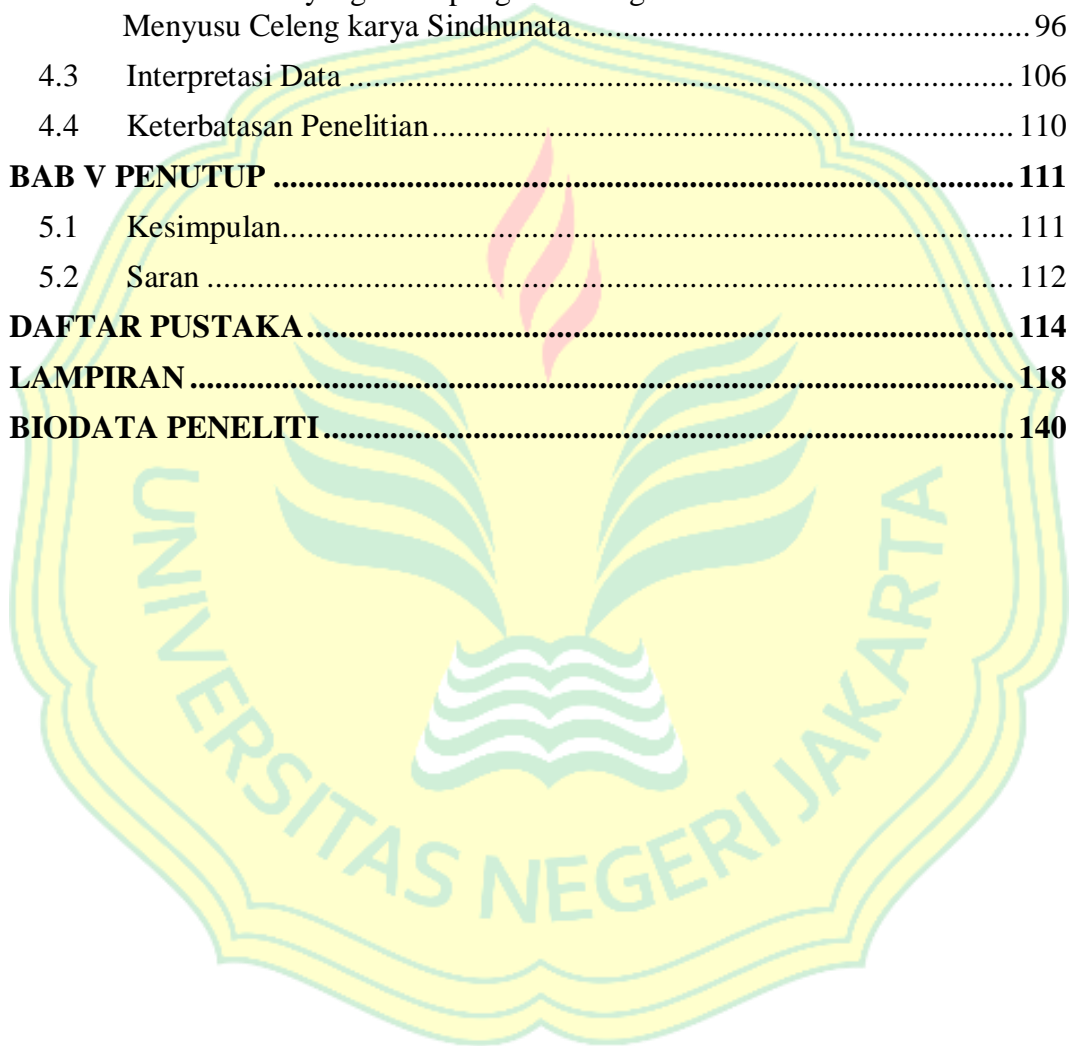 Menyusu Celeng karya Sindhunata........................................................96
4.3 Interpretasi Data.................................................................................106
4.4 Keterbatasan Penelitian......................................................................110
BAB V PENUTUP..........................................................................................111
5.1 Kesimpulan.........................................................................................111
5.2 Saran..................................................................................................112
DAFTAR PUSTAKA......................................................................................114
LAMPIRAN....................................................................................................118
BIODATA PENELITI....................................................................................140
UNIVERSITAS NEGERI JAKARTA